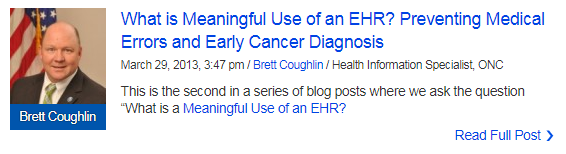 What is Meaningful Use of an EHR? Preventing Medical
Errors and Early Cancer Diagnosis
March 29, 2013, 3:47 pm / Brett Coughlin / Health Information Specialist, ONC
This is the second in a series of blog posts where we ask the question
“What is a Meaningful Use of an EHR?
Brett Coughlin
Read Full Post ❯